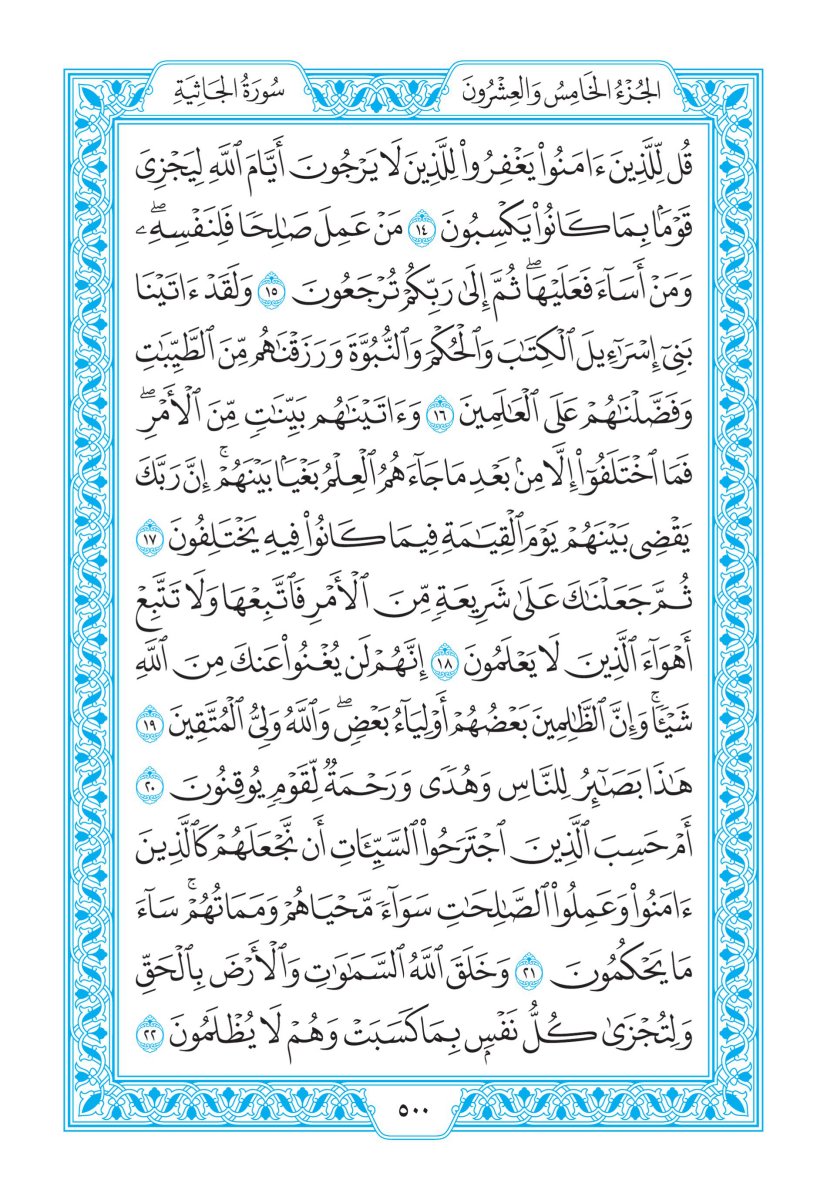 الجُزْءُ الخَامِسُ وَالعِشْرُونَ
سُورَةُ الجَاثِيَةِ
قُل لِّلَّذِينَ ءَامَنُواْ يَغْفِرُواْ لِلَّذِينَ لَا يَرْجُونَ أَيَّامَ ٱللَّهِ لِيَجْزِىَ
قَوْمَۢا بِمَا كَانُواْ يَكْسِبُونَ ١٤ مَنْ عَمِلَ صَٰلِحًا فَلِنَفْسِهِۦۖ
وَمَنْ أَسَآءَ فَعَلَيْهَاۖ ثُمَّ إِلَىٰ رَبِّكُمْ تُرْجَعُونَ ١٥ وَلَقَدْ ءَاتَيْنَا
بَنِىٓ إِسْرَٰٓءِيلَ ٱلْكِتَٰبَ وَٱلْحُكْمَ وَٱلنُّبُوَّةَ وَرَزَقْنَٰهُم مِّنَ ٱلطَّيِّبَٰتِ
وَفَضَّلْنَٰهُمْ عَلَى ٱلْعَٰلَمِينَ ١٦ وَءَاتَيْنَٰهُم بَيِّنَٰتٍ مِّنَ ٱلْأَمْرِۖ
فَمَا ٱخْتَلَفُوٓاْ إِلَّا مِنۢ بَعْدِ مَا جَآءَهُمُ ٱلْعِلْمُ بَغْيَۢا بَيْنَهُمْۚ إِنَّ رَبَّكَ
يَقْضِى بَيْنَهُمْ يَوْمَ ٱلْقِيَٰمَةِ فِيمَا كَانُواْ فِيهِ يَخْتَلِفُونَ ١٧
ثُمَّ جَعَلْنَٰكَ عَلَىٰ شَرِيعَةٍ مِّنَ ٱلْأَمْرِ فَٱتَّبِعْهَا وَلَا تَتَّبِعْ
أَهْوَآءَ ٱلَّذِينَ لَا يَعْلَمُونَ ١٨ إِنَّهُمْ لَن يُغْنُواْ عَنكَ مِنَ ٱللَّهِ
شَيْـًٔاۚ وَإِنَّ ٱلظَّٰلِمِينَ بَعْضُهُمْ أَوْلِيَآءُ بَعْضٍۖ وَٱللَّهُ وَلِىُّ ٱلْمُتَّقِينَ ١٩
هَٰذَا بَصَٰٓئِرُ لِلنَّاسِ وَهُدًى وَرَحْمَةٌ لِّقَوْمٍ يُوقِنُونَ ٢٠
أَمْ حَسِبَ ٱلَّذِينَ ٱجْتَرَحُواْ ٱلسَّيِّـَٔاتِ أَن نَّجْعَلَهُمْ كَٱلَّذِينَ
ءَامَنُواْ وَعَمِلُواْ ٱلصَّٰلِحَٰتِ سَوَآءً مَّحْيَاهُمْ وَمَمَاتُهُمْۚ سَآءَ
مَا يَحْكُمُونَ ٢١ وَخَلَقَ ٱللَّهُ ٱلسَّمَٰوَٰتِ وَٱلْأَرْضَ بِٱلْحَقِّ
وَلِتُجْزَىٰ كُلُّ نَفْسٍۭ بِمَا كَسَبَتْ وَهُمْ لَا يُظْلَمُونَ ٢٢
٥٠٠